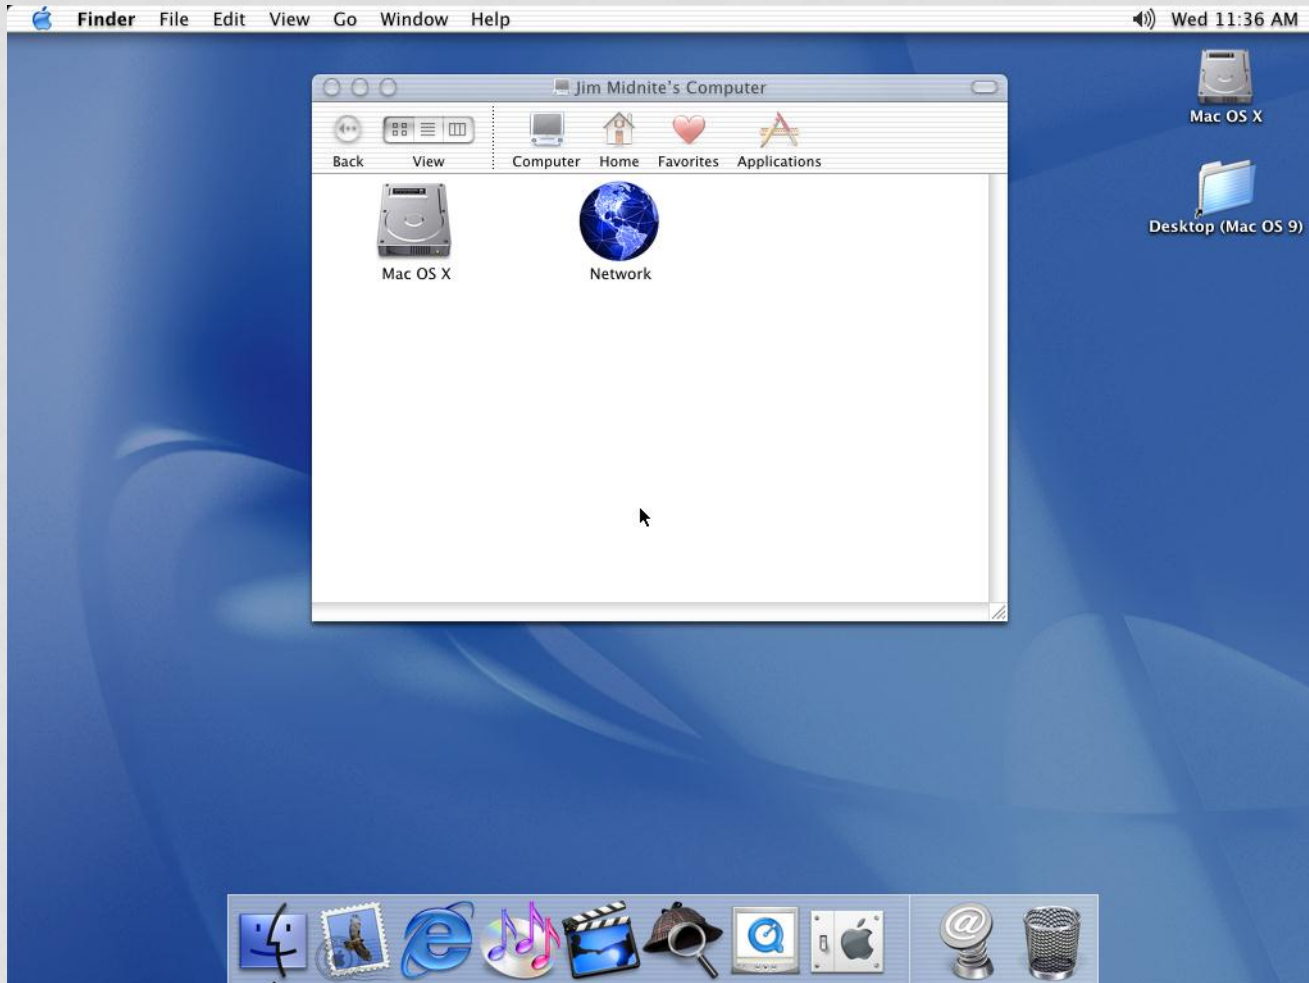 Finder File Edit View Go Window Help Wed 11:36 AM
Jim Midnite's Computer
Back View Computer Home Favorites Applications
Mac OS X Network
Mac OS X
Desktop (Mac OS 9)